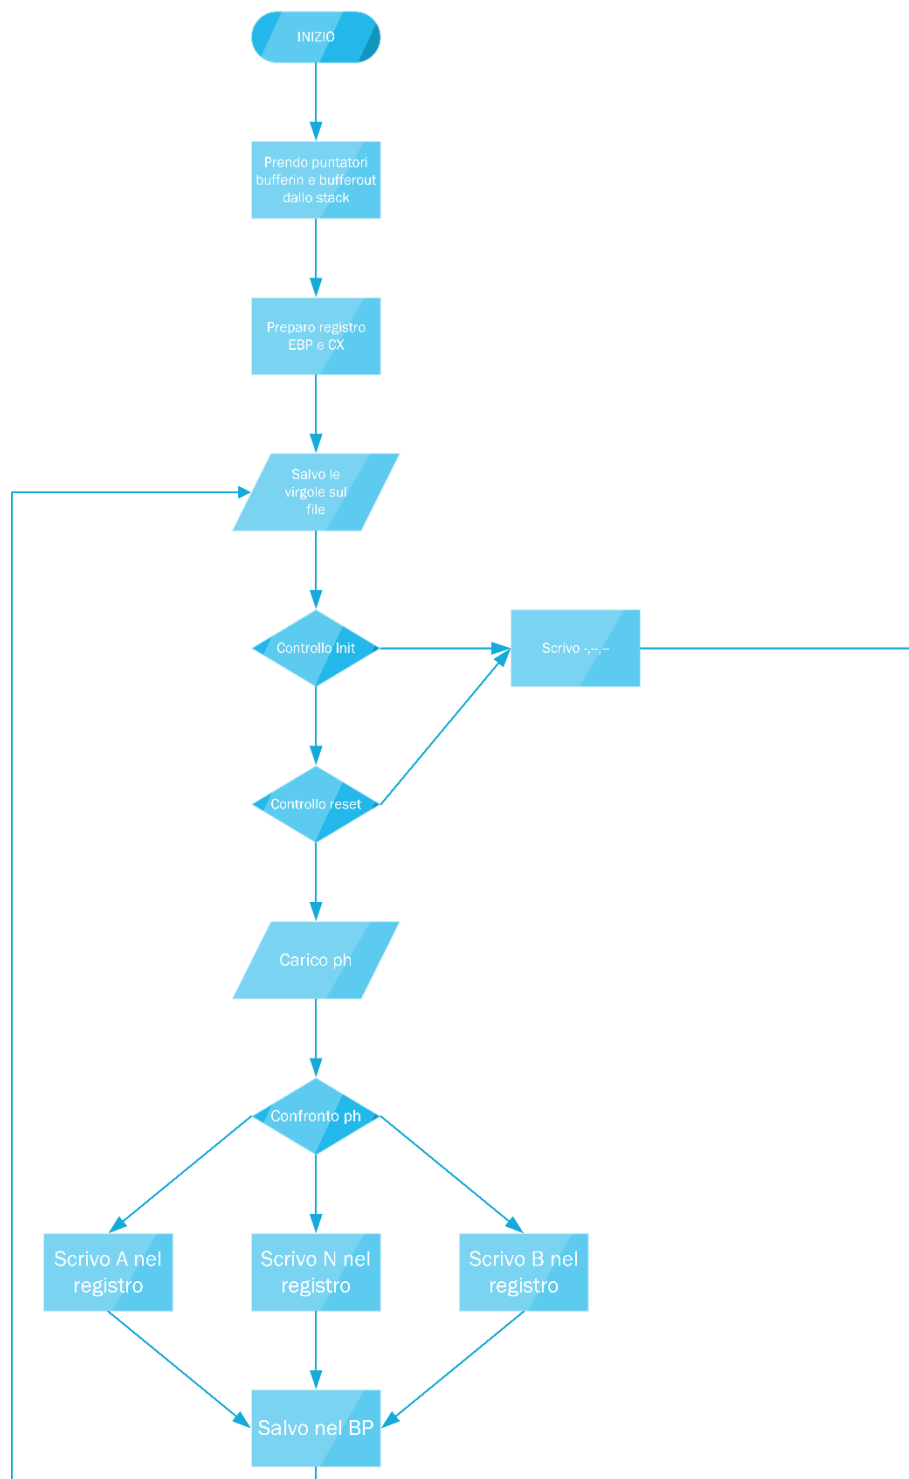 INIZIO
Prendo puntatori
bufferin e bufferout
dallo stack
Preparo registro
EBP e CX
Salvo le
virgole sul
file
Controllo Init
Scrivo -,--,--
Controllo reset
Carico ph
Confronto ph
Scrivo A nel
registro
Scrivo N nel
registro
Scrivo B nel
registro
Salvo nel BP